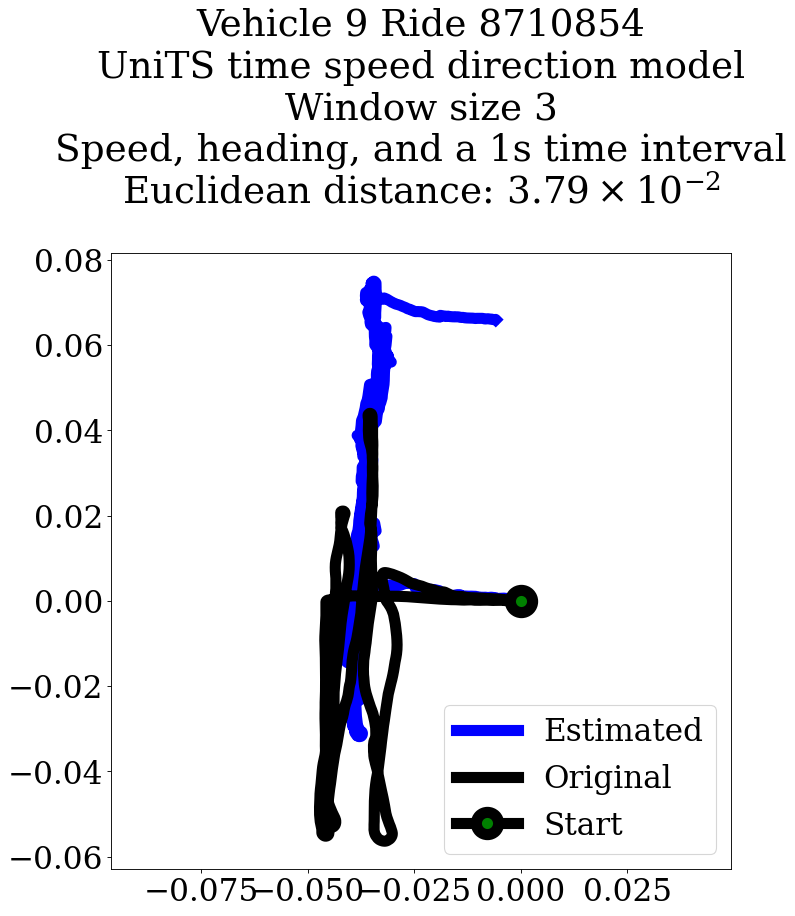 Vehicle 9 Ride 8710854
UniTS time speed direction model
Window size 3
Speed, heading, and a 1s time interval
Euclidean distance: 3.79 × 10⁻²
0.08
0.06
0.04
0.02
0.00
−0.02
−0.04
−0.06
Estimated
Original
Start
−0.075 −0.050 −0.025 0.000 0.025